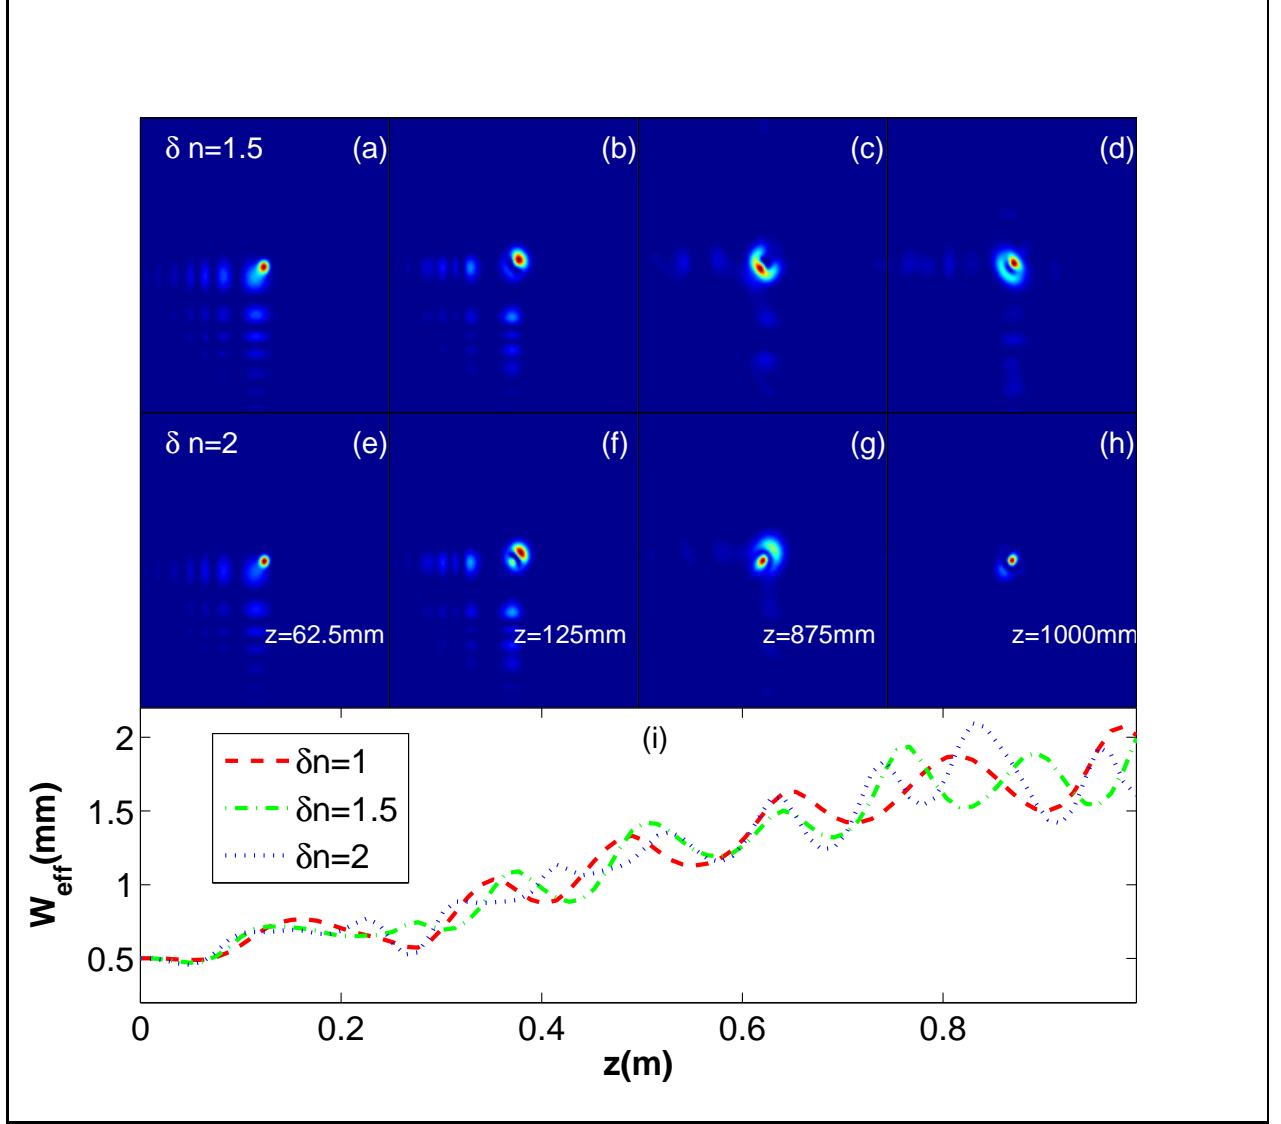 δ n=1.5 (a) (b) (c) (d)
δ n=2 (e) (f) (g) (h)
z=62.5mm z=125mm z=875mm z=1000mm
(i)
δn=1
δn=1.5
δn=2
2
1.5
1
0.5
W_eff(mm)
0 0.2 0.4 0.6 0.8
z(m)